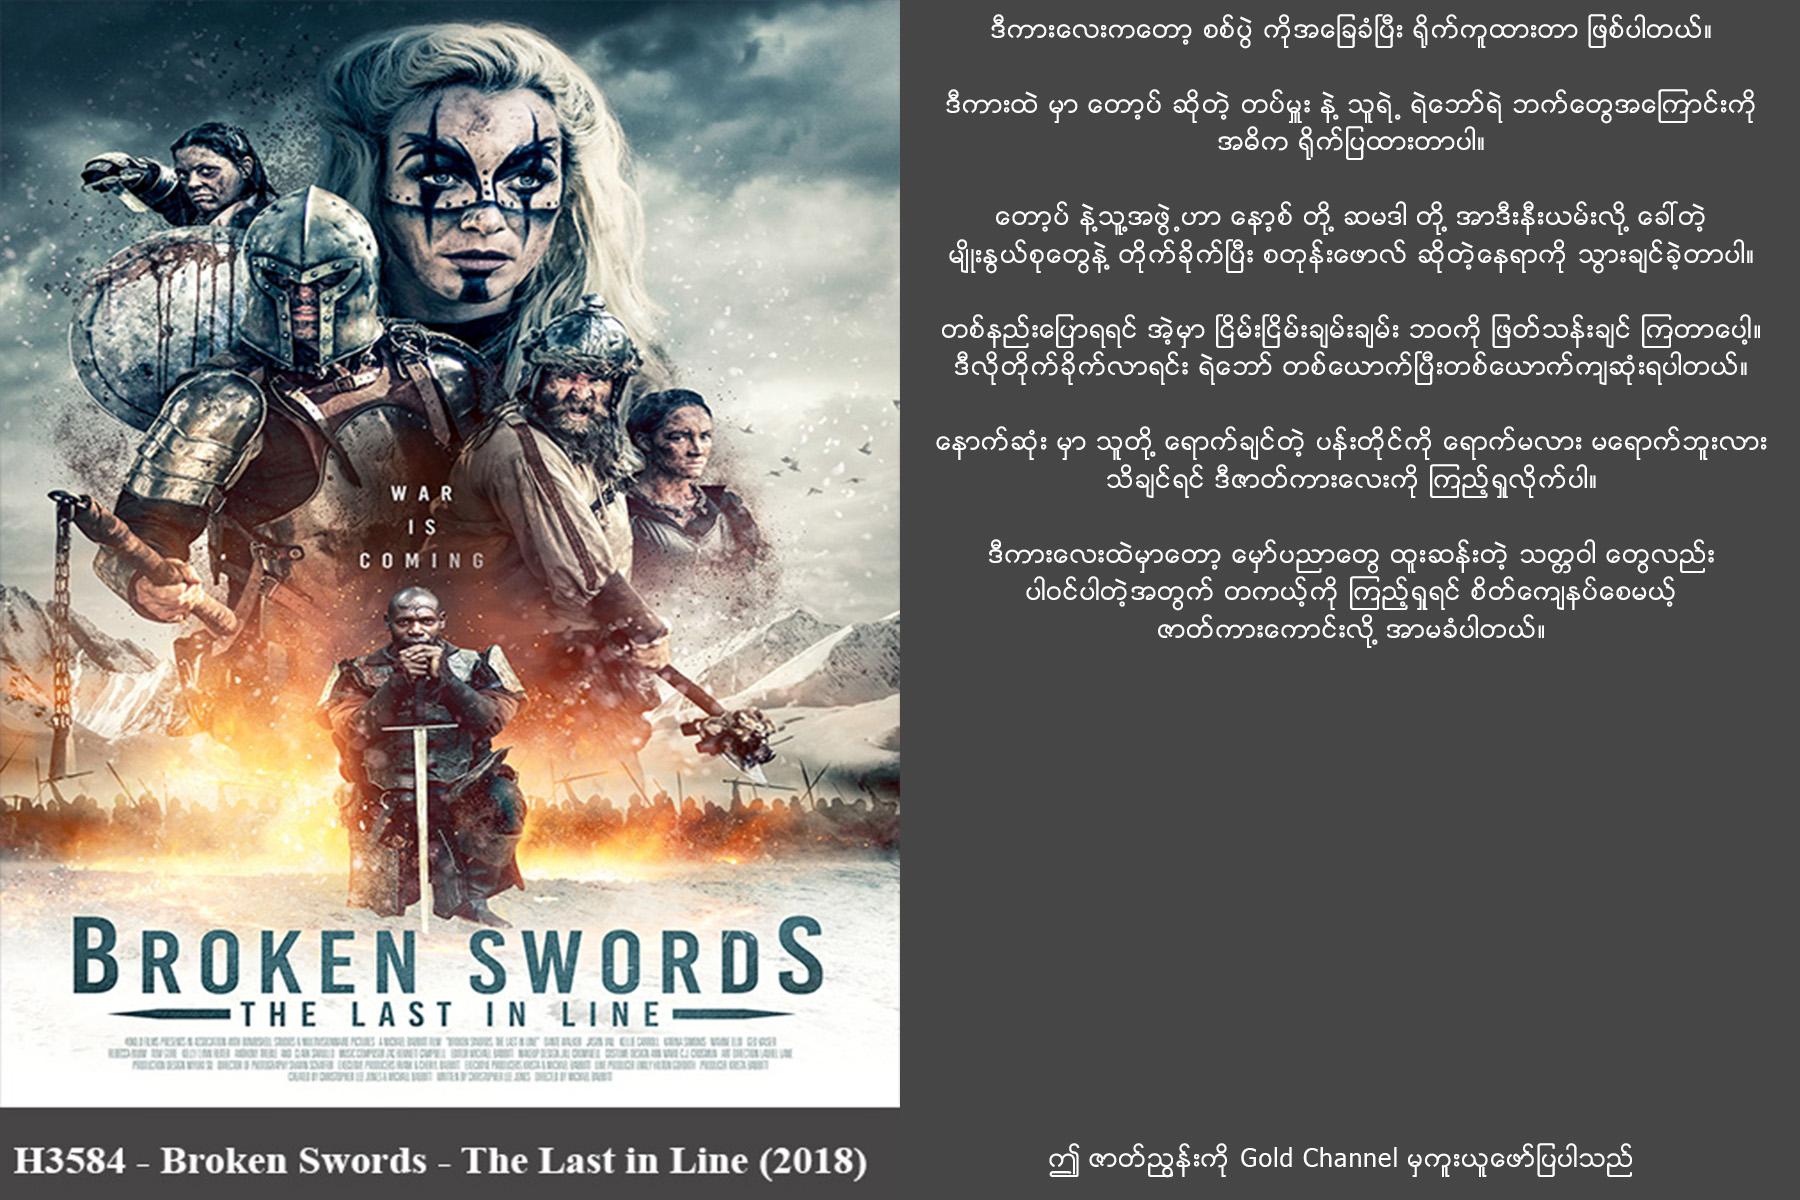 WAR
IS
COMING
BROKEN SWORDS
THE LAST IN LINE
H3584 - Broken Swords - The Last in Line (2018)
ဒီကားလေးကတော့ စစ်ပွဲ ကိုအခြေခံပြီး ရိုက်ကူထားတာ ဖြစ်ပါတယ်။
ဒီကားထဲ မှာ တော့ပ် ဆိုတဲ့ တပ်မှူး နဲ့ သူရဲ့ ရဲဘော်ရဲ ဘက်တွေအကြောင်းကို
အဓိက ရိုက်ပြထားတာပါ။
တော့ပ် နဲ့သူ့အဖွဲ့ဟာ နော့စ် တို့ ဆမဒါ တို့ အာဒီးနီးယမ်းလို့ ခေါ်တဲ့
မျိုးနွယ်စုတွေနဲ့ တိုက်ခိုက်ပြီး စတုန်းဖောလ် ဆိုတဲ့နေရာကို သွားချင်ခဲ့တာပါ။
တစ်နည်းပြောရရင် အဲ့မှာ ငြိမ်းငြိမ်းချမ်းချမ်း ဘဝကို ဖြတ်သန်းချင် ကြတာပေါ့။
ဒီလိုတိုက်ခိုက်လာရင်း ရဲဘော် တစ်ယောက်ပြီးတစ်ယောက်ကျဆုံးရပါတယ်။
နောက်ဆုံး မှာ သူတို့ ရောက်ချင်တဲ့ ပန်းတိုင်ကို ရောက်မလား မရောက်ဘူးလား
သိချင်ရင် ဒီဇာတ်ကားလေးကို ကြည့်ရှုလိုက်ပါ။
ဒီကားလေးထဲမှာတော့ မှော်ပညာတွေ ထူးဆန်းတဲ့ သတ္တဝါ တွေလည်း
ပါဝင်ပါတဲ့အတွက် တကယ့်ကို ကြည့်ရှုရင် စိတ်ကျေနပ်စေမယ့်
ဇာတ်ကားကောင်းလို့ အာမခံပါတယ်။
ဤ ဇာတ်ညွှန်းကို Gold Channel မှကူးယူဖော်ပြပါသည်